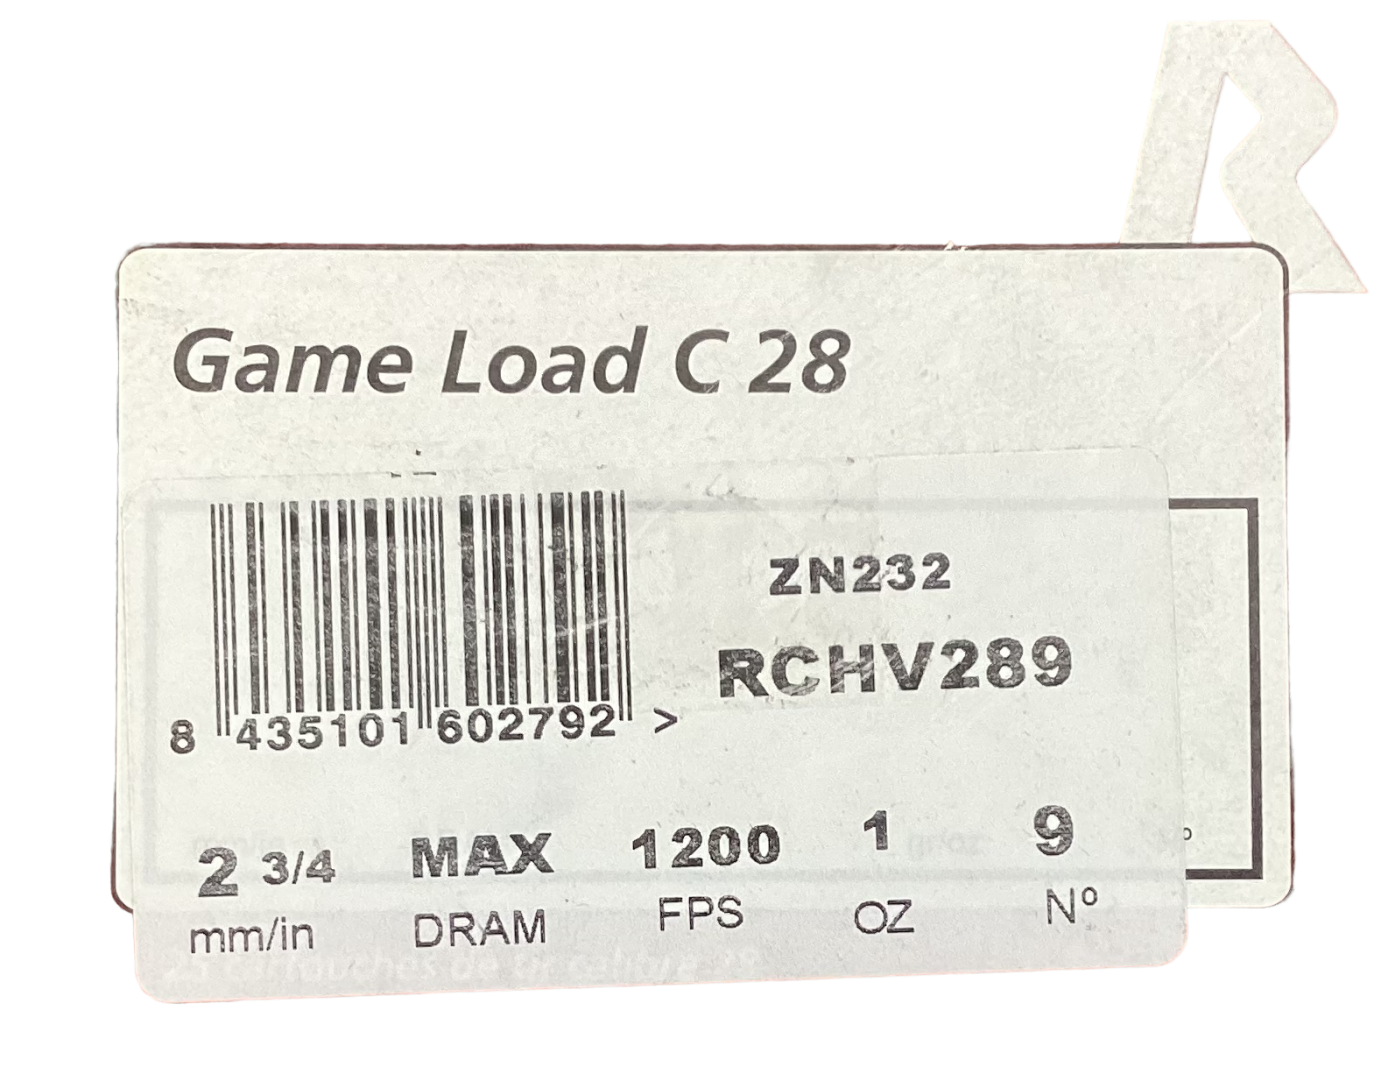 R
Game Load C 28
ZN232
RCHV289
8 435101 602792 >
2 3/4 MAX 1200 1 9
mm/in DRAM FPS OZ Nº